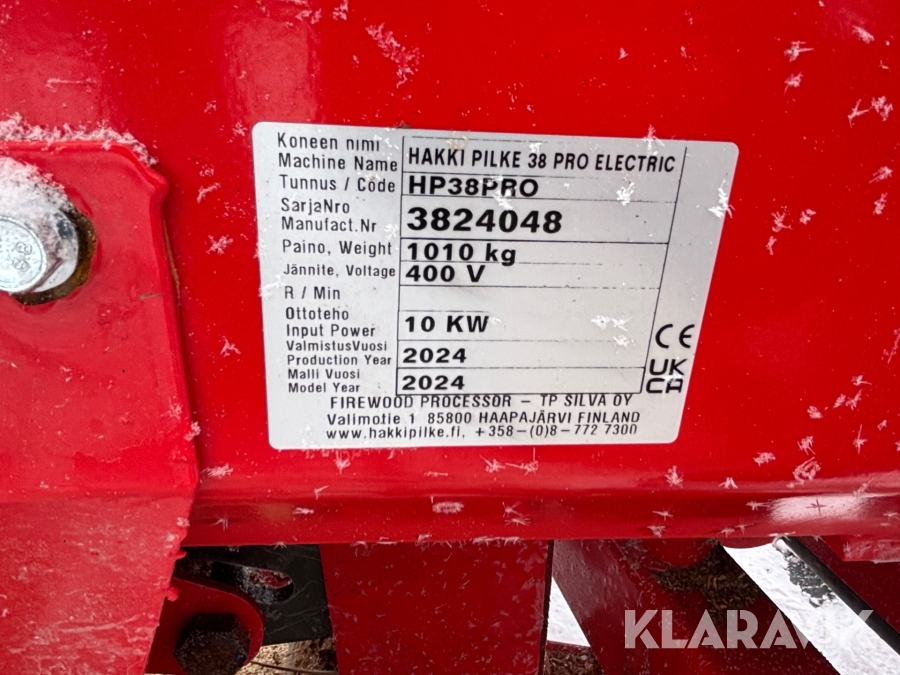 Koneen nimi
Machine Name HAKKI PILKE 38 PRO ELECTRIC
Tunnus / Code HP38PRO
SarjaNro
Manufact.Nr 3824048
Paino, Weight 1010 kg
Jännite, Voltage 400 V
R / Min
Ottoteho
Input Power 10 KW
ValmistusVuosi
Production Year 2024
Malli Vuosi
Model Year 2024
CE
UK
CA
FIREWOOD PROCESSOR – TP SILVA OY
Valimotie 1 85800 HAAPAJÄRVI FINLAND
www.hakkipilke.fi, +358–(0)8–772 7300
KLARAVIK